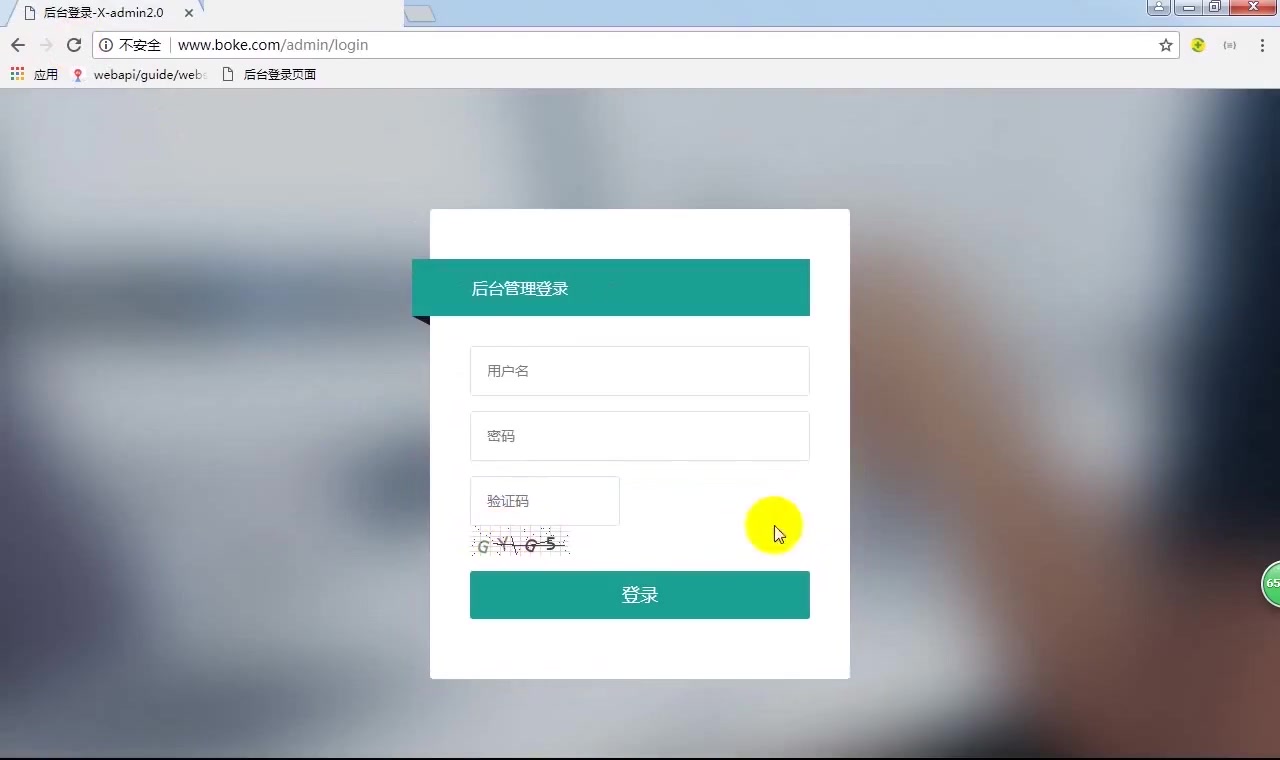 后台登录-X-admin2.0
不安全 www.boke.com/admin/login
应用 webapi/guide/webs 后台登录页面
后台管理登录
用户名
密码
验证码
登录
65